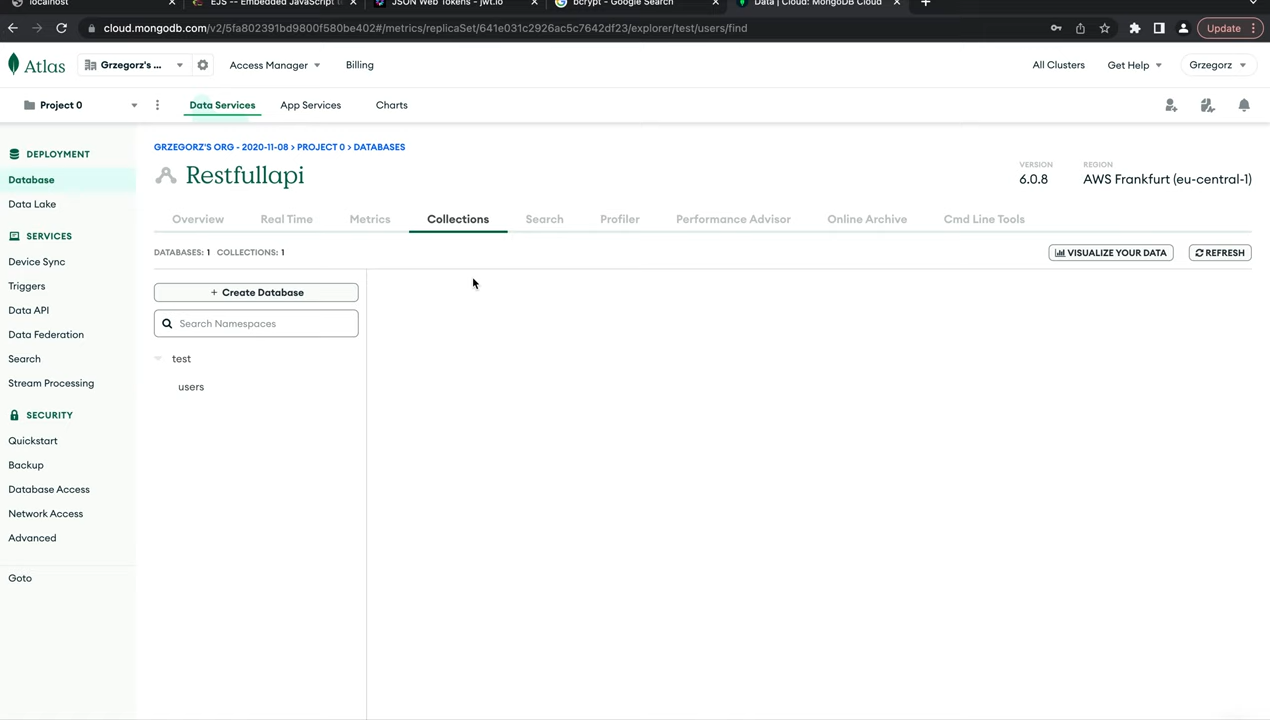 localhost
EJS -- Embedded JavaScript
JSON Web Tokens - jwt.io
bcrypt - Google Search
Data | Cloud: MongoDB Cloud
cloud.mongodb.com/v2/5fa802391bd9800f580be402#/metrics/replicaSet/641e031c2926ac5c7642df23/explorer/test/users/find
Update
Atlas
Grzegorz's ...
Access Manager
Billing
All Clusters
Get Help
Grzegorz
Project 0
Data Services
App Services
Charts
DEPLOYMENT
Database
Data Lake
SERVICES
Device Sync
Triggers
Data API
Data Federation
Search
Stream Processing
SECURITY
Quickstart
Backup
Database Access
Network Access
Advanced
Goto
GRZEGORZ'S ORG - 2020-11-08 > PROJECT 0 > DATABASES
Restfullapi
VERSION
6.0.8
REGION
AWS Frankfurt (eu-central-1)
Overview
Real Time
Metrics
Collections
Search
Profiler
Performance Advisor
Online Archive
Cmd Line Tools
DATABASES: 1 COLLECTIONS: 1
VISUALIZE YOUR DATA
REFRESH
+ Create Database
Search Namespaces
test
users